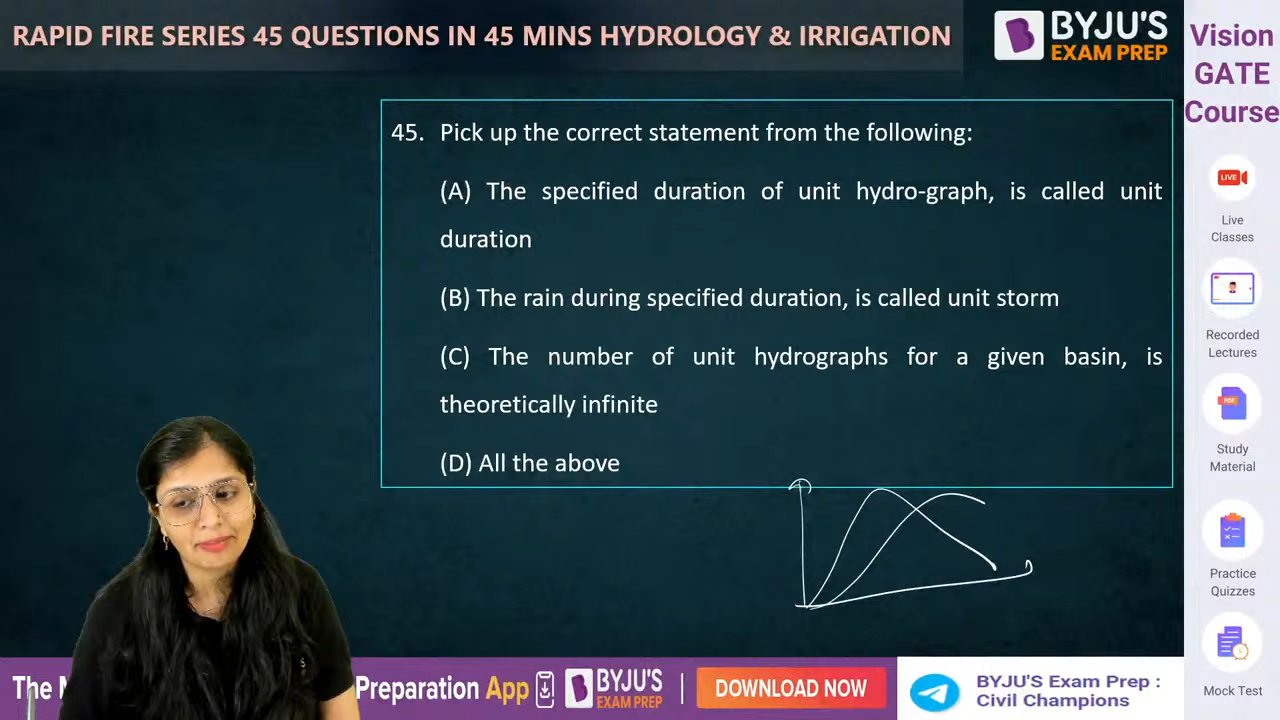 RAPID FIRE SERIES 45 QUESTIONS IN 45 MINS HYDROLOGY & IRRIGATION
BYJU'S
EXAM PREP
Vision
GATE
Course
45. Pick up the correct statement from the following:
(A) The specified duration of unit hydro-graph, is called unit
duration
(B) The rain during specified duration, is called unit storm
(C) The number of unit hydrographs for a given basin, is
theoretically infinite
(D) All the above
LIVE
Live
Classes
Recorded
Lectures
PDF
Study
Material
Practice
Quizzes
Mock Test
The
Preparation App
BYJU'S
EXAM PREP
DOWNLOAD NOW
BYJU'S Exam Prep :
Civil Champions